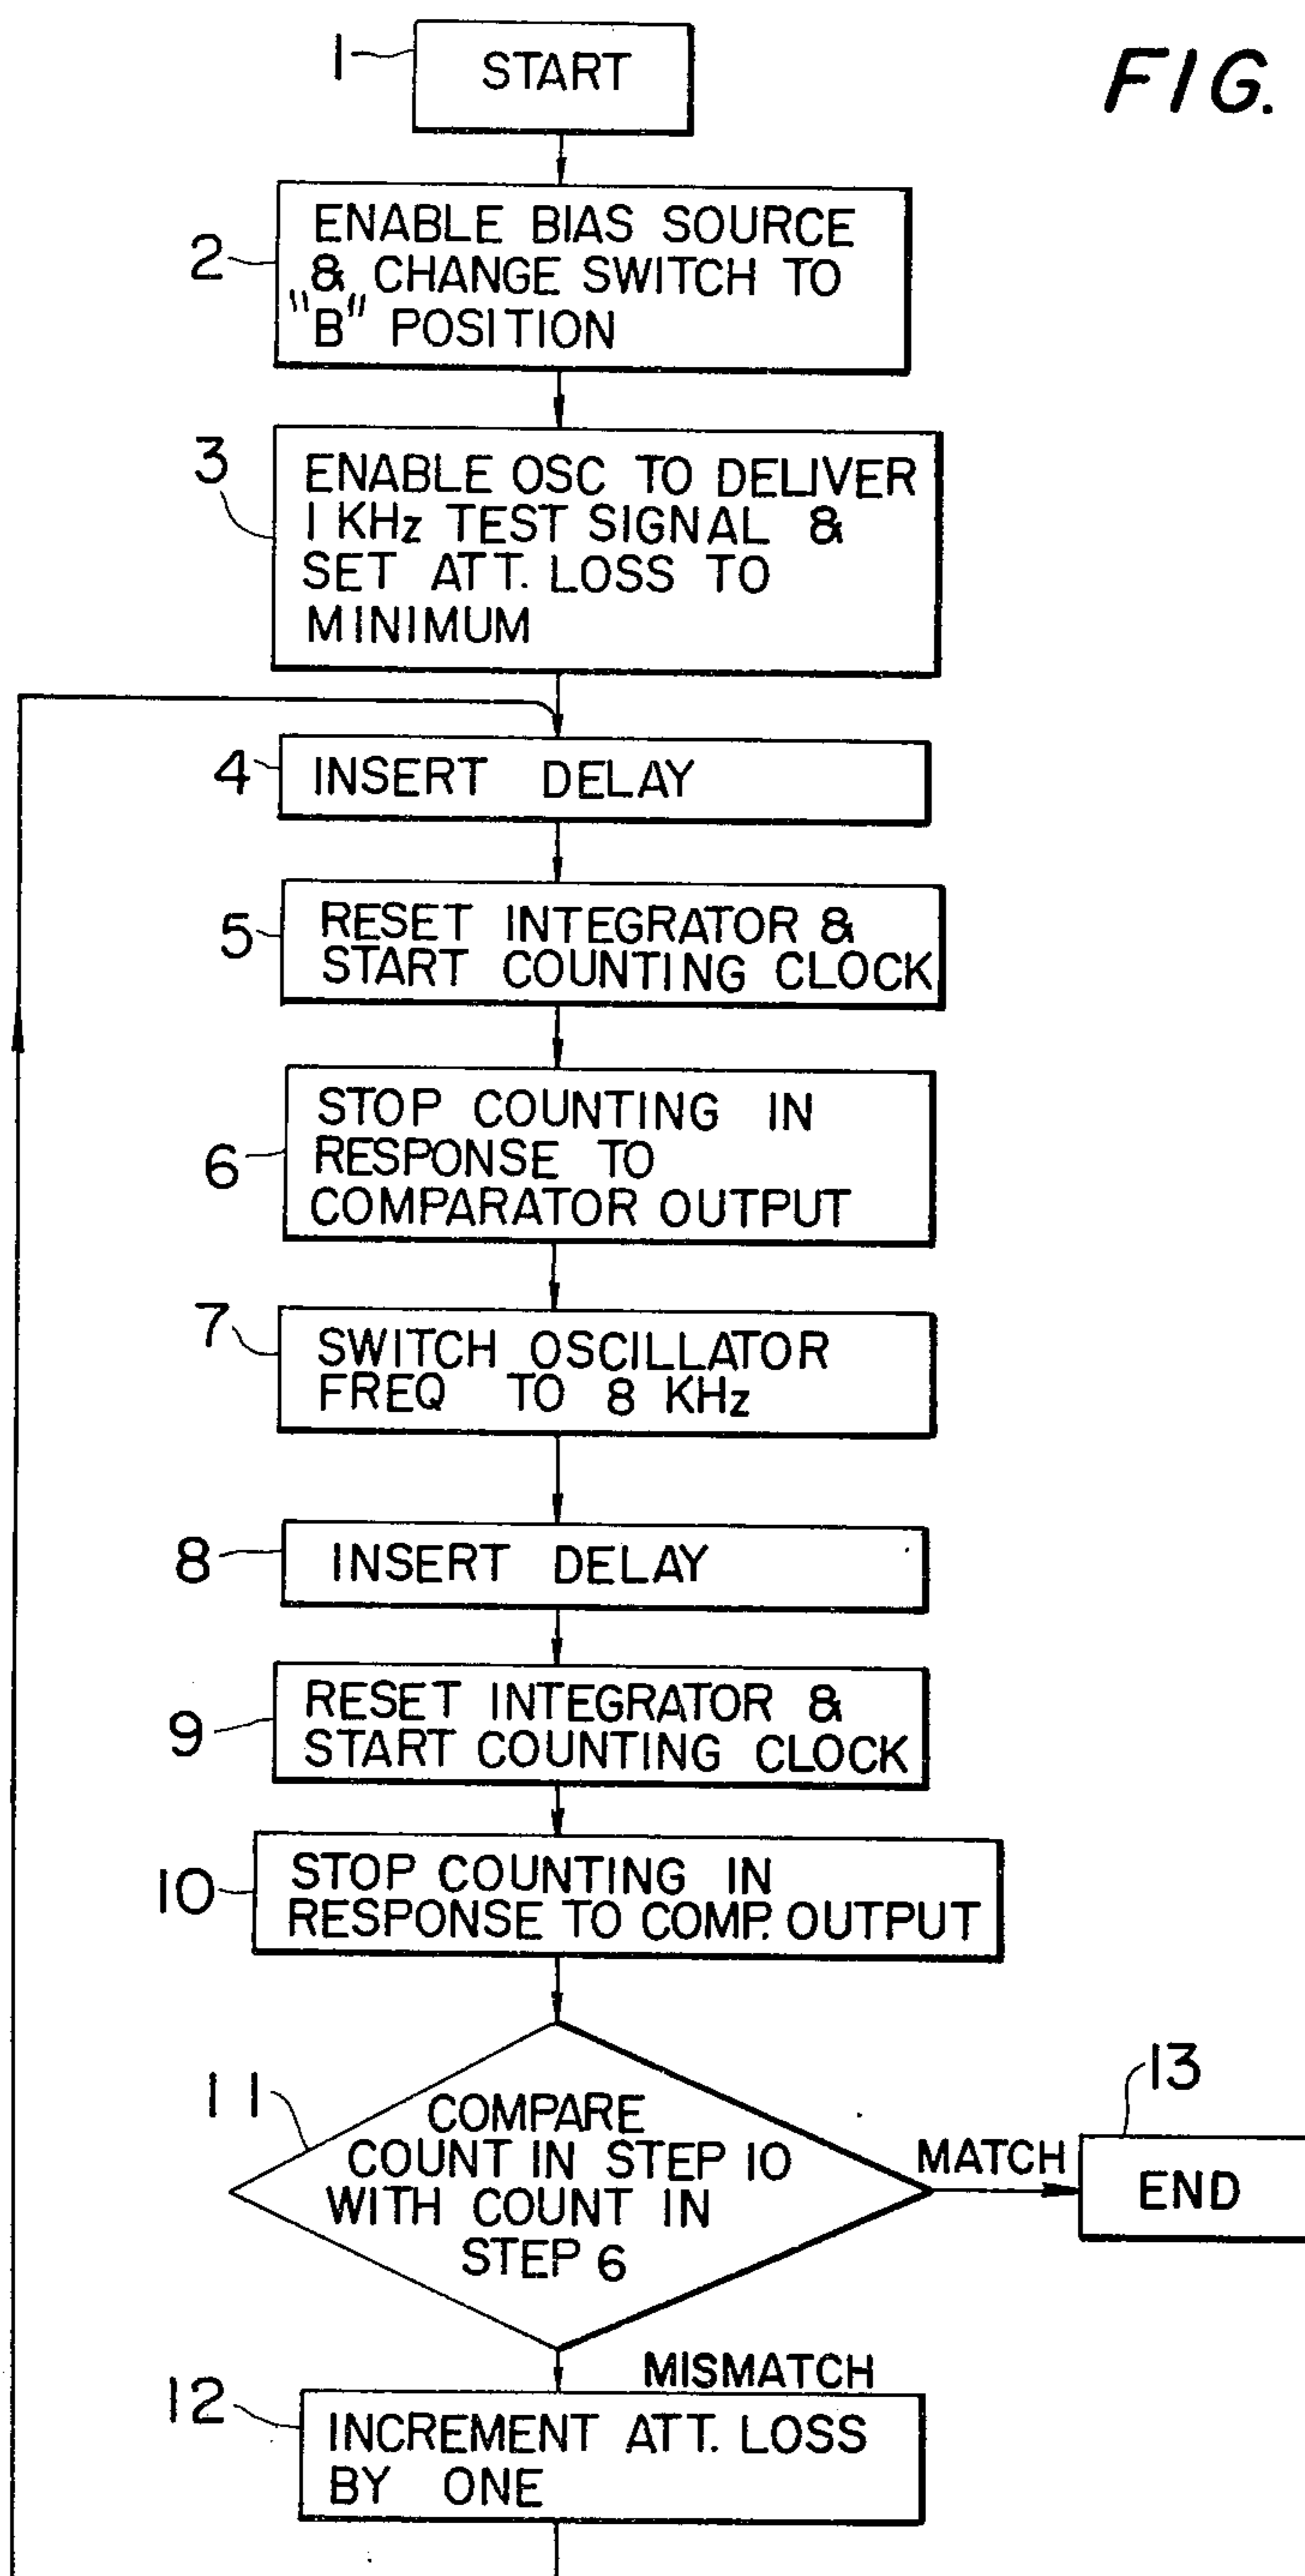 FIG.
1
START
2
ENABLE BIAS SOURCE
& CHANGE SWITCH TO
"B" POSITION
3
ENABLE OSC TO DELIVER
1 KHz TEST SIGNAL &
SET ATT. LOSS TO
MINIMUM
4
INSERT DELAY
5
RESET INTEGRATOR &
START COUNTING CLOCK
6
STOP COUNTING IN
RESPONSE TO
COMPARATOR OUTPUT
7
SWITCH OSCILLATOR
FREQ TO 8 KHz
8
INSERT DELAY
9
RESET INTEGRATOR &
START COUNTING CLOCK
10
STOP COUNTING IN
RESPONSE TO COMP. OUTPUT
11
COMPARE
COUNT IN STEP 10
WITH COUNT IN
STEP 6
MATCH
13
END
MISMATCH
12
INCREMENT ATT. LOSS
BY ONE